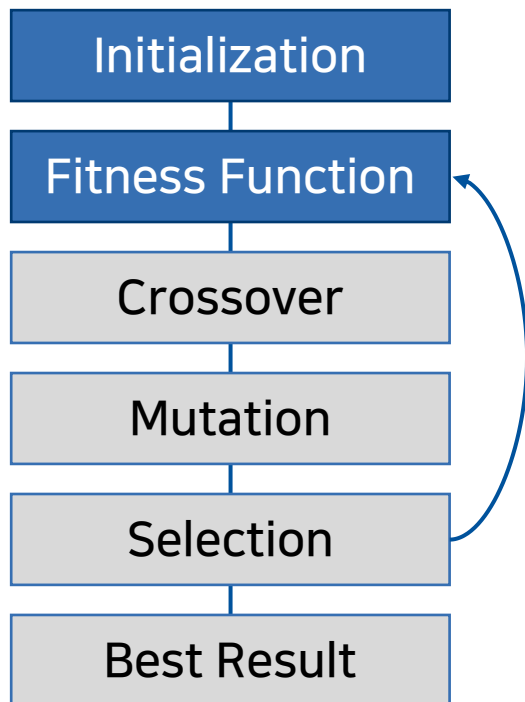 Initialization
Fitness Function
Crossover
Mutation
Selection
Best Result